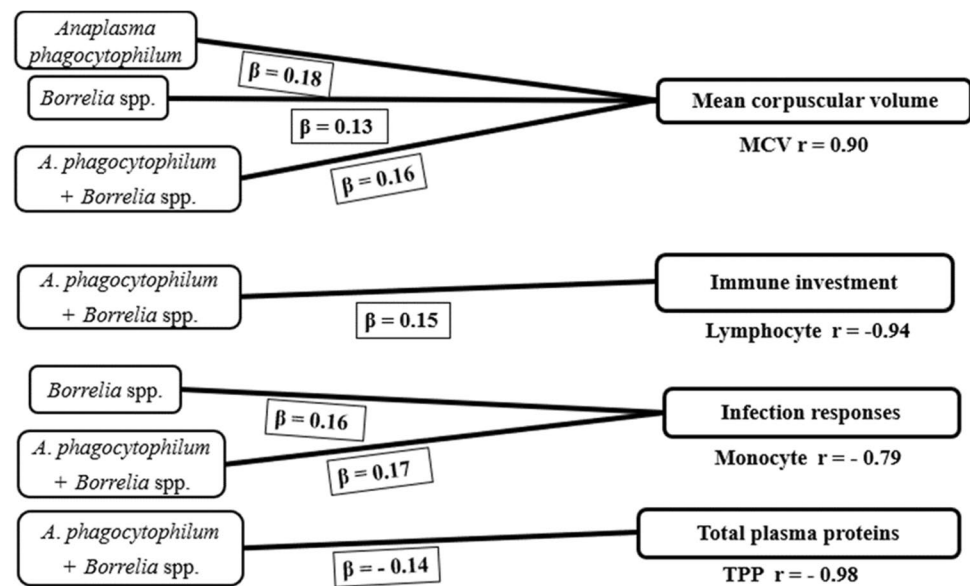 Anaplasma
phagocytophilum
β = 0.18
Borrelia spp.
β = 0.13
A. phagocytophilum
+ Borrelia spp.
β = 0.16
Mean corpuscular volume
MCV r = 0.90
A. phagocytophilum
+ Borrelia spp.
β = 0.15
Immune investment
Lymphocyte r = -0.94
Borrelia spp.
β = 0.16
A. phagocytophilum
+ Borrelia spp.
β = 0.17
Infection responses
Monocyte r = - 0.79
A. phagocytophilum
+ Borrelia spp.
β = - 0.14
Total plasma proteins
TPP r = - 0.98